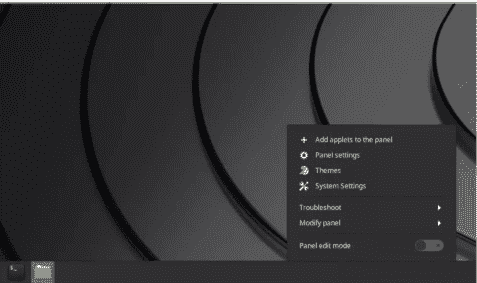 Add applets to the panel
Panel settings
Themes
System Settings
Troubleshoot
Modify panel
Panel edit mode